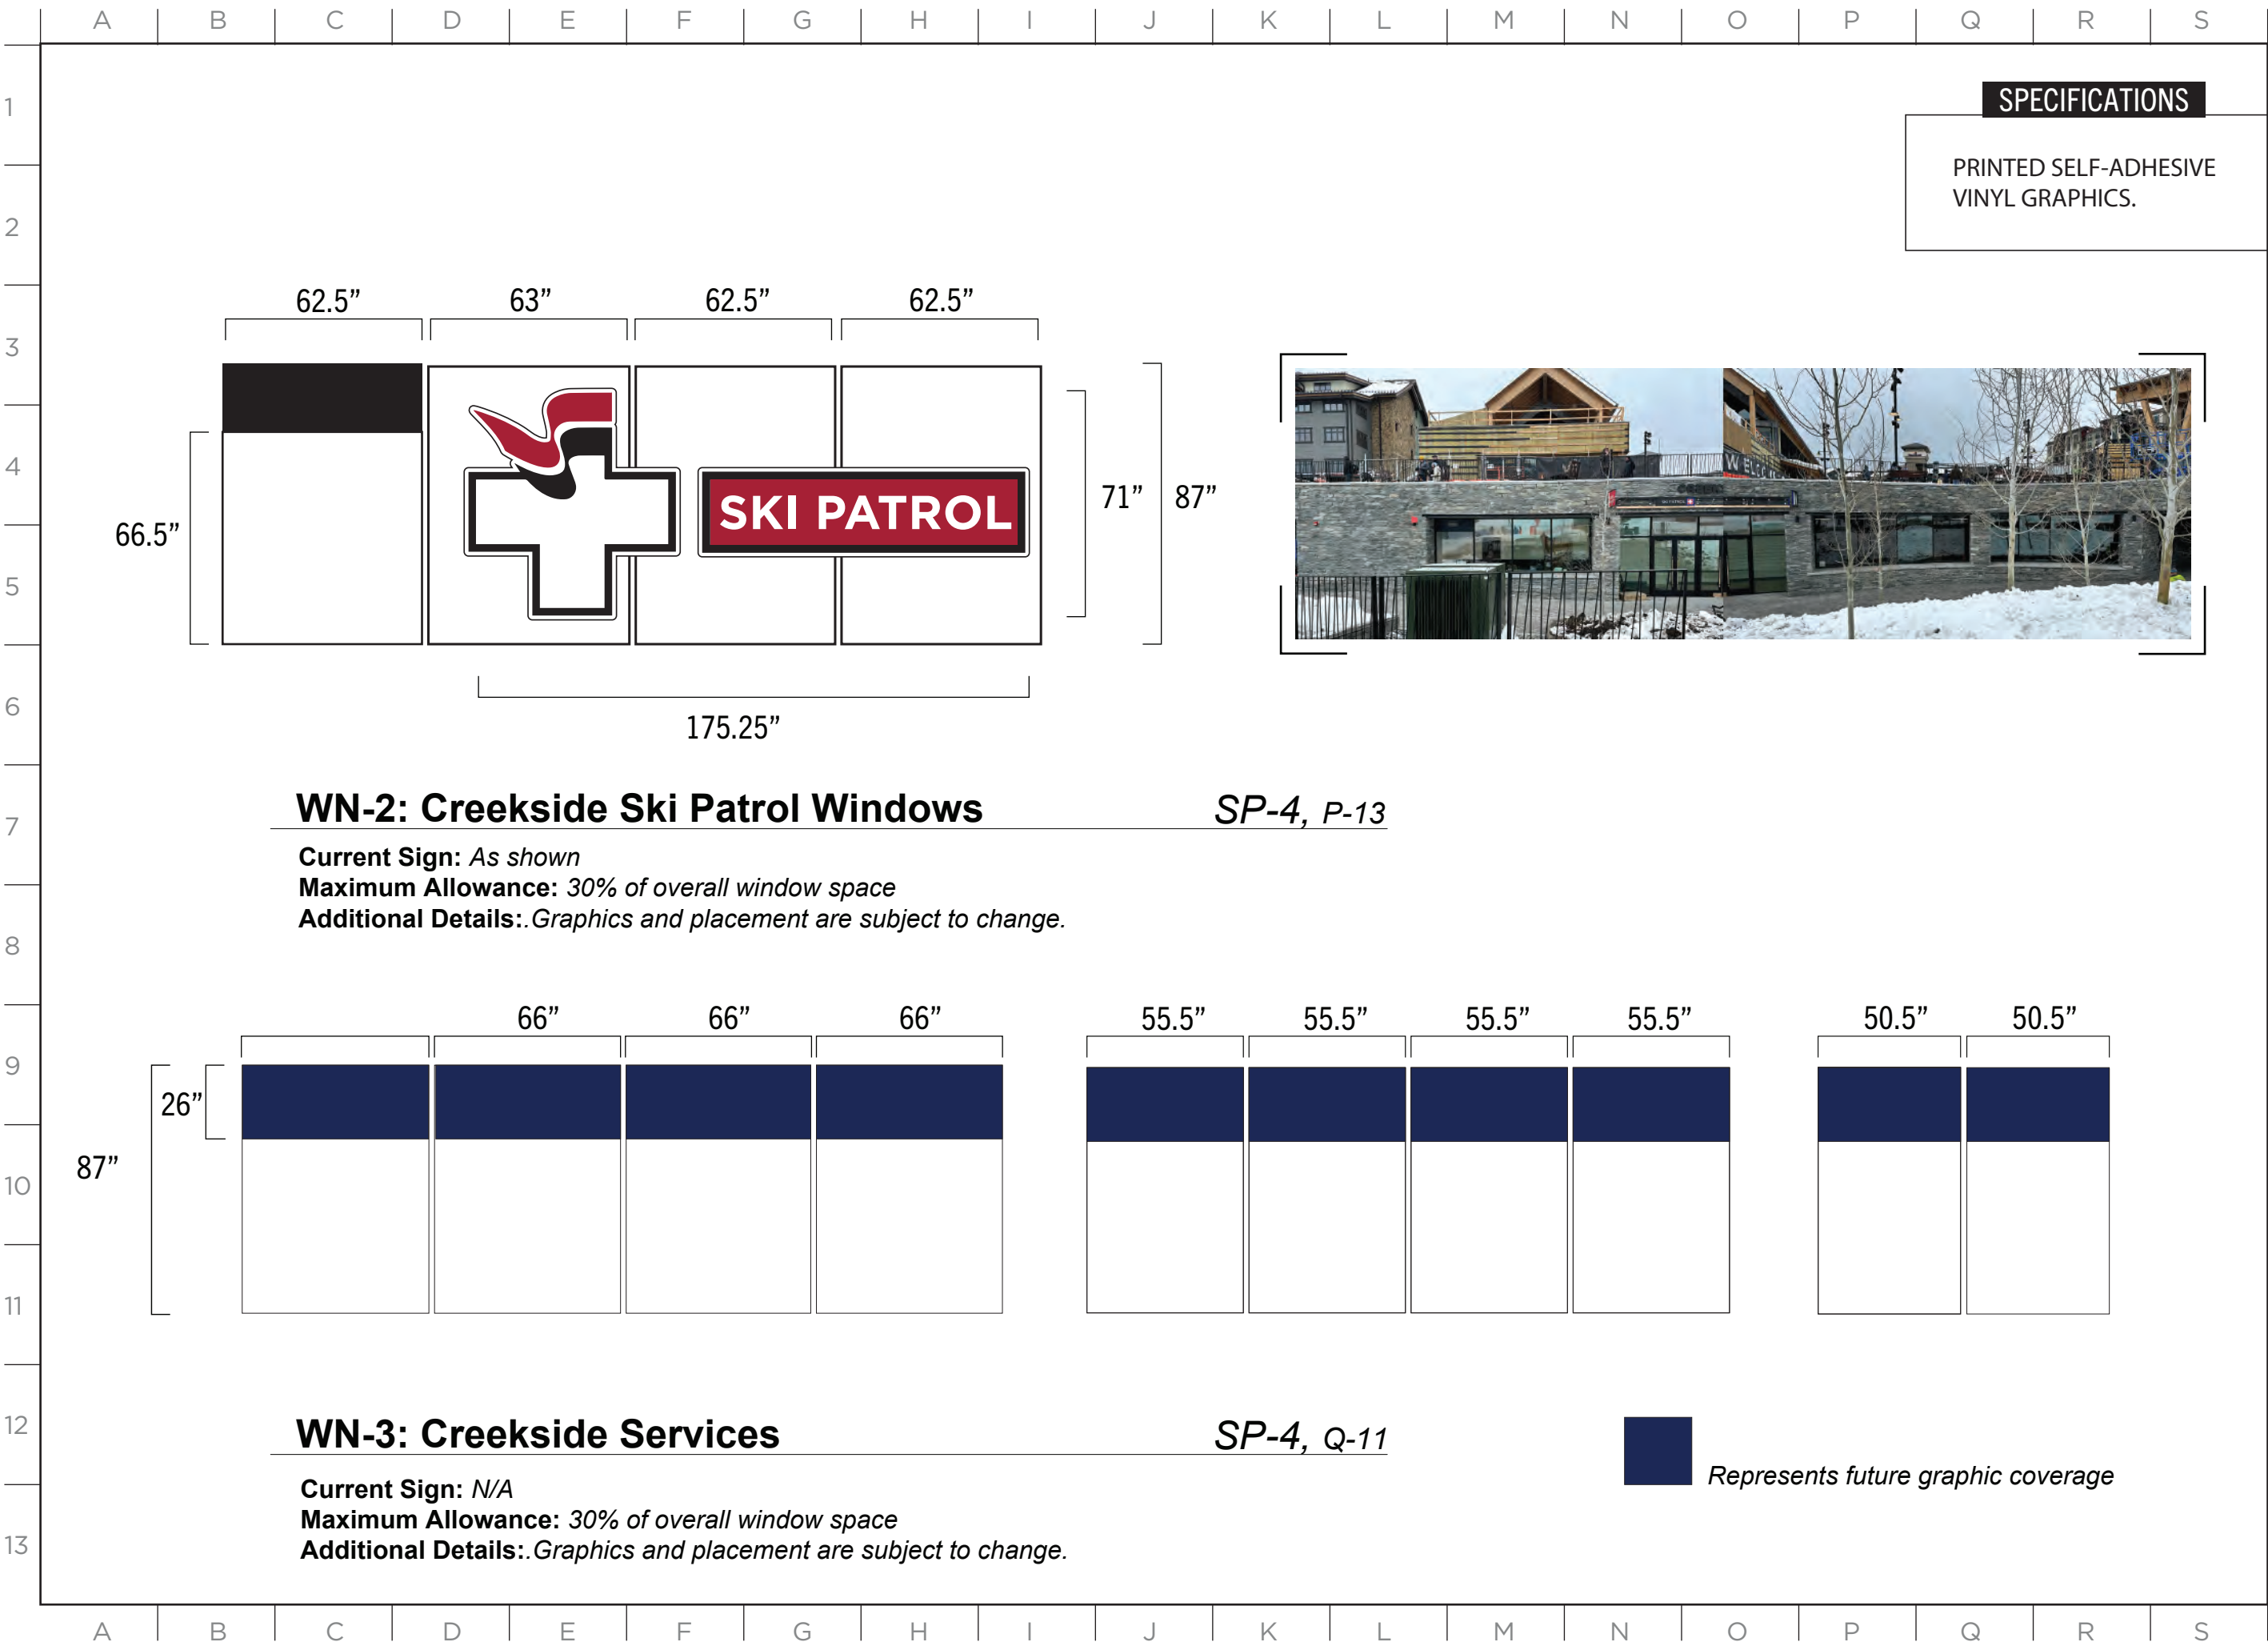 A B C D E F G H I J K L M N O P Q R S
1
SPECIFICATIONS
PRINTED SELF-ADHESIVE
VINYL GRAPHICS.
2
62.5” 63” 62.5” 62.5”
3
4
SKI PATROL
71” 87”
66.5”
5
6
175.25”
WN-2: Creekside Ski Patrol Windows SP-4, P-13
7
Current Sign: As shown
Maximum Allowance: 30% of overall window space
Additional Details:.Graphics and placement are subject to change.
8
66” 66” 66” 55.5” 55.5” 55.5” 55.5” 50.5” 50.5”
9
26”
87”
10
11
12
WN-3: Creekside Services SP-4, Q-11
Represents future graphic coverage
Current Sign: N/A
Maximum Allowance: 30% of overall window space
Additional Details:.Graphics and placement are subject to change.
13
A B C D E F G H I J K L M N O P Q R S